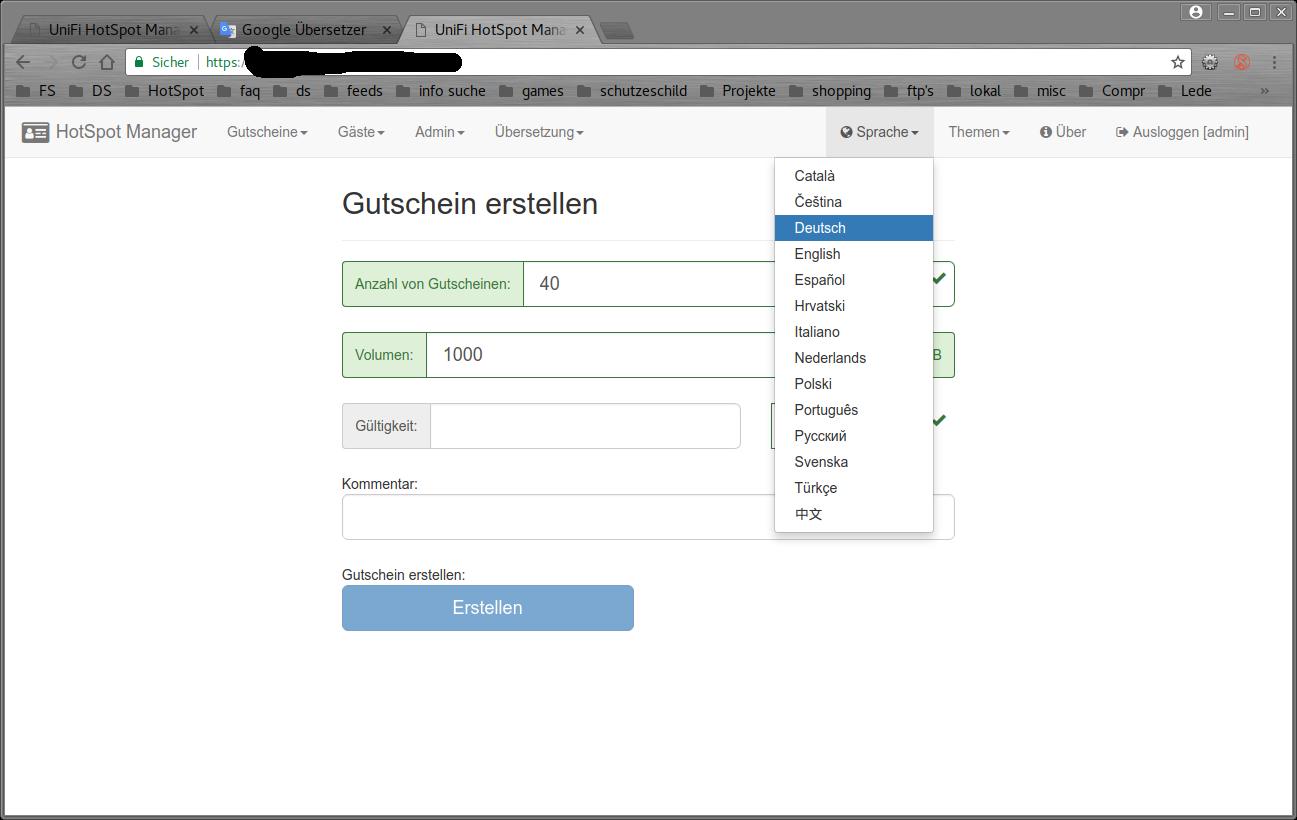 UniFi HotSpot Mana
Google Übersetzer
UniFi HotSpot Mana
Sicher https:
FS DS HotSpot faq ds feeds info suche games schutzeschild Projekte shopping ftp's lokal misc Compr Lede »
HotSpot Manager Gutscheine Gäste Admin Übersetzung Sprache Themen Über Ausloggen [admin]
Català
Čeština
Deutsch
English
Español
Hrvatski
Italiano
Nederlands
Polski
Português
Русский
Svenska
Türkçe
中文
Gutschein erstellen
Anzahl von Gutscheinen: 40
Volumen: 1000 B
Gültigkeit:
Kommentar:
Gutschein erstellen:
Erstellen